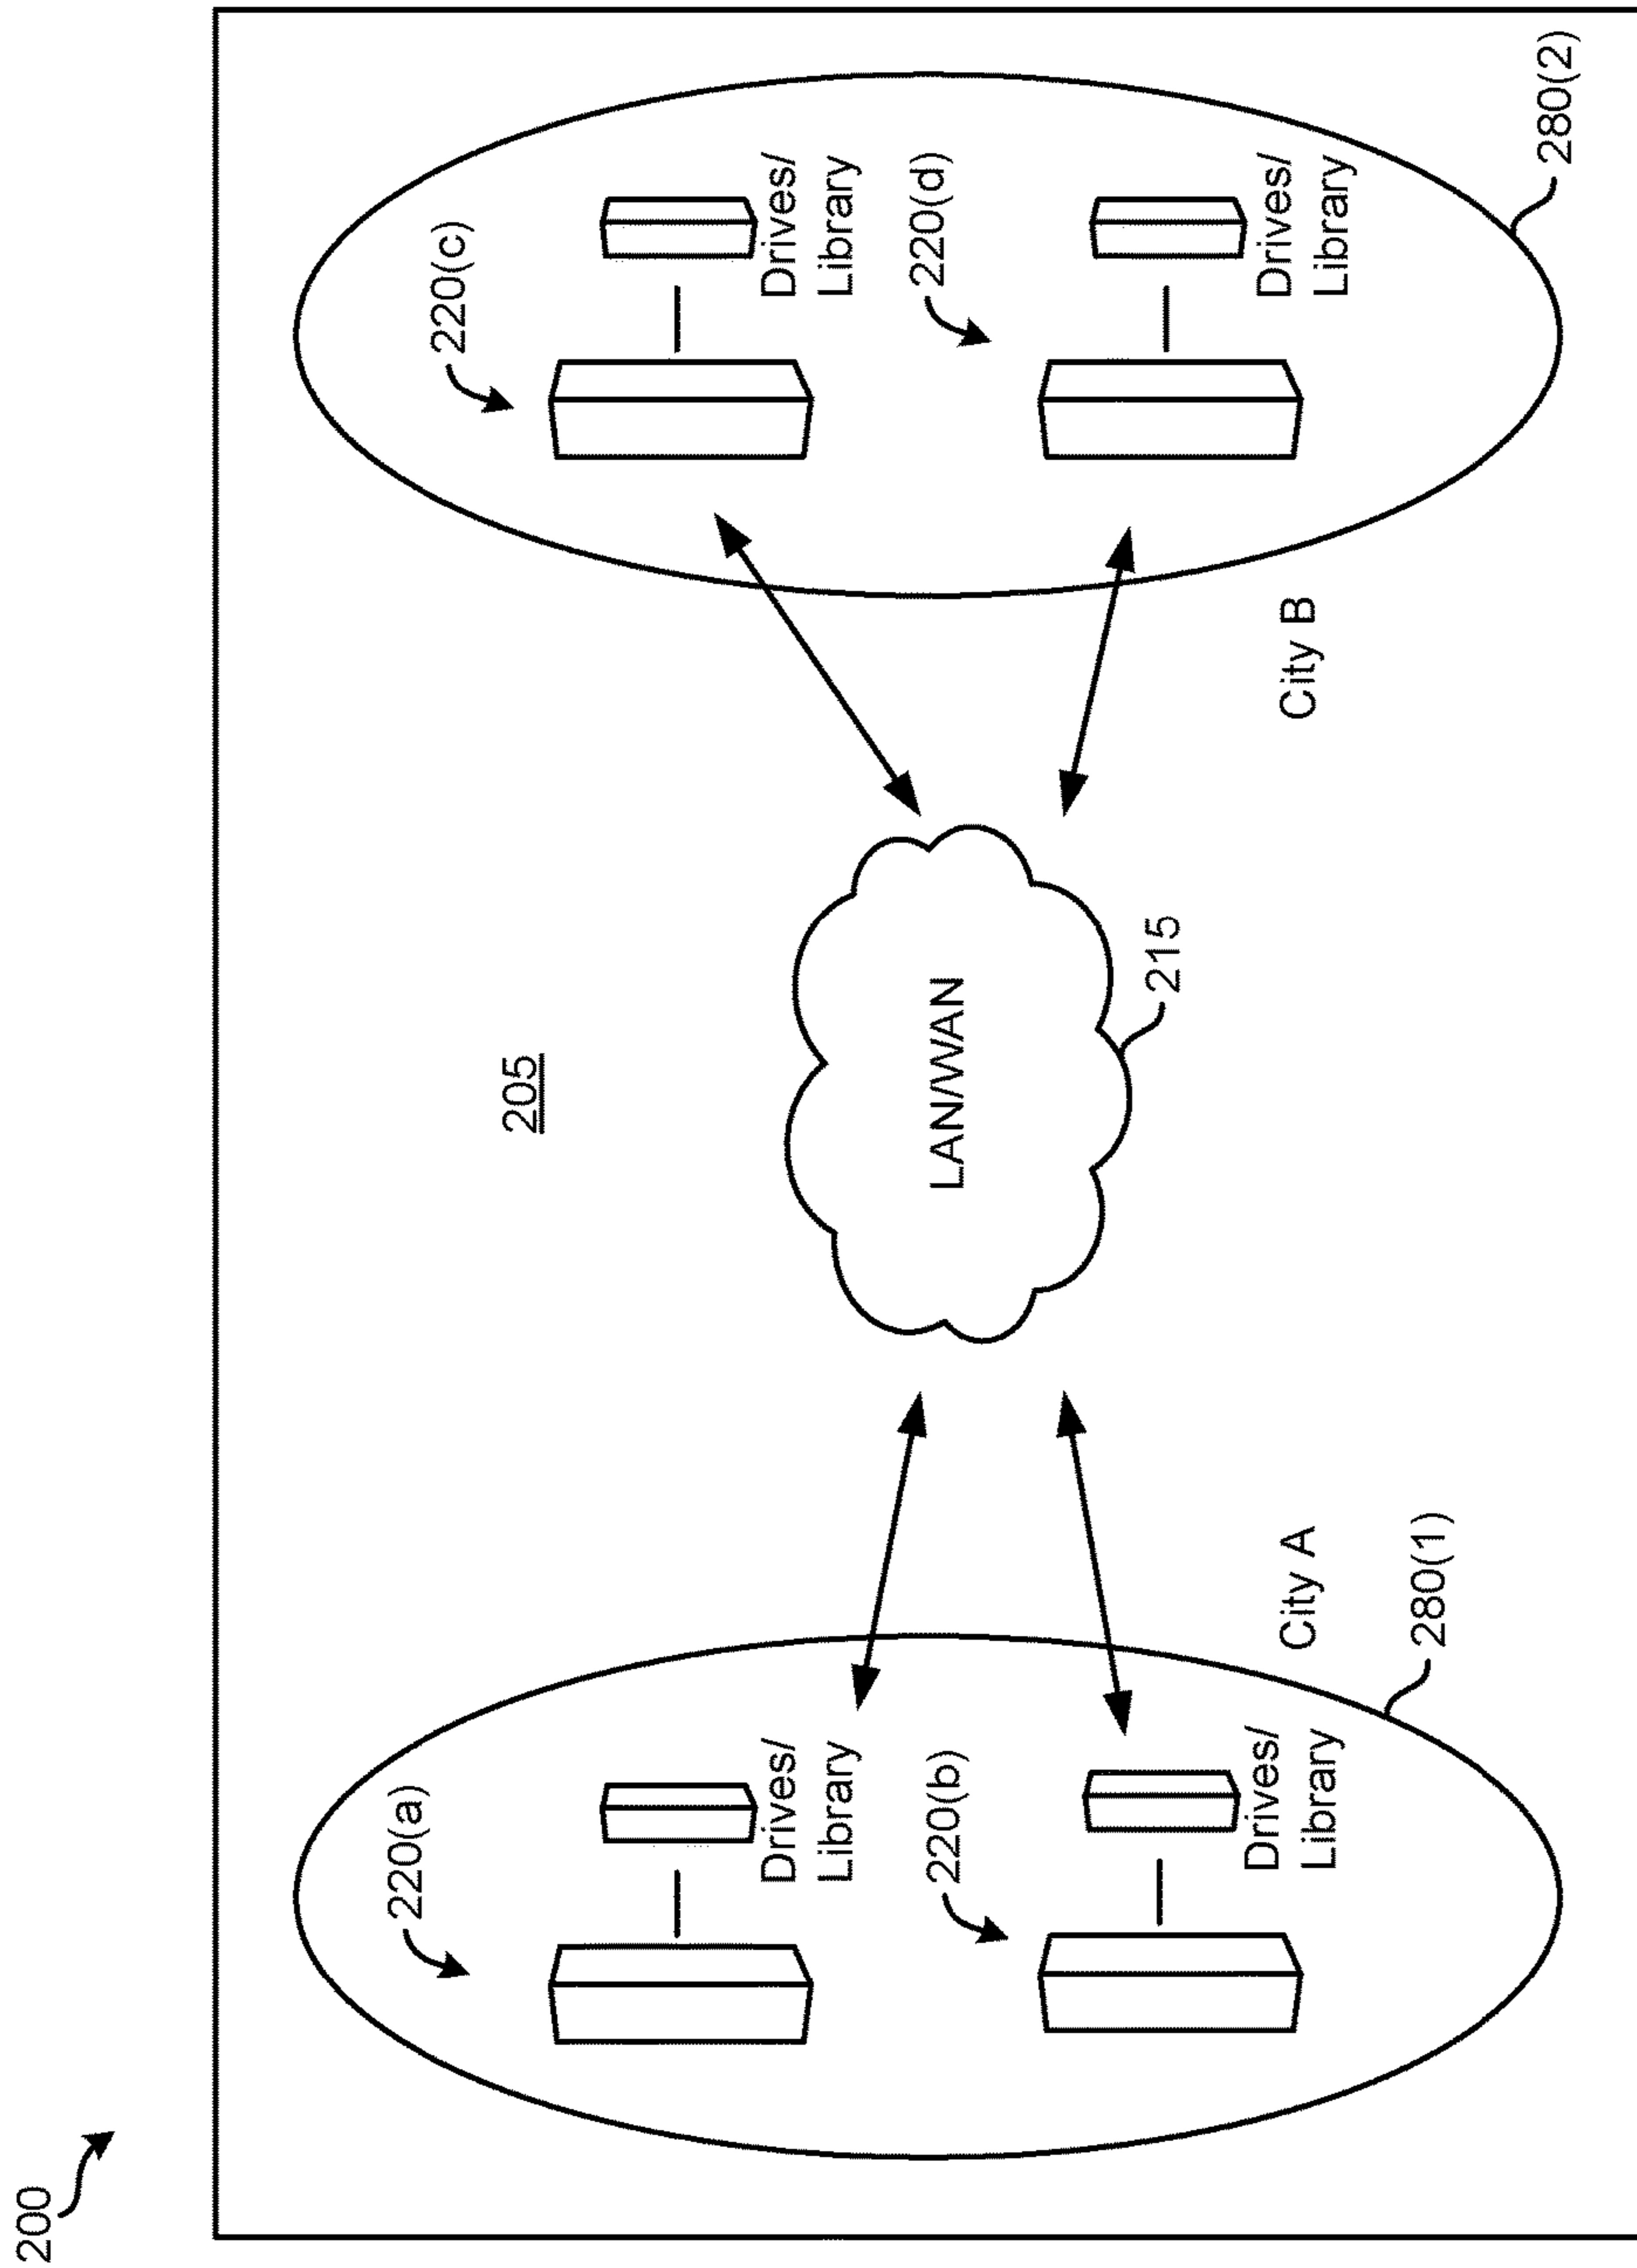 200
205
220(a)
Drives/
Library
220(b)
Drives/
Library
City A
280(1)
LAN/WAN
215
220(c)
Drives/
Library
220(d)
Drives/
Library
City B
280(2)